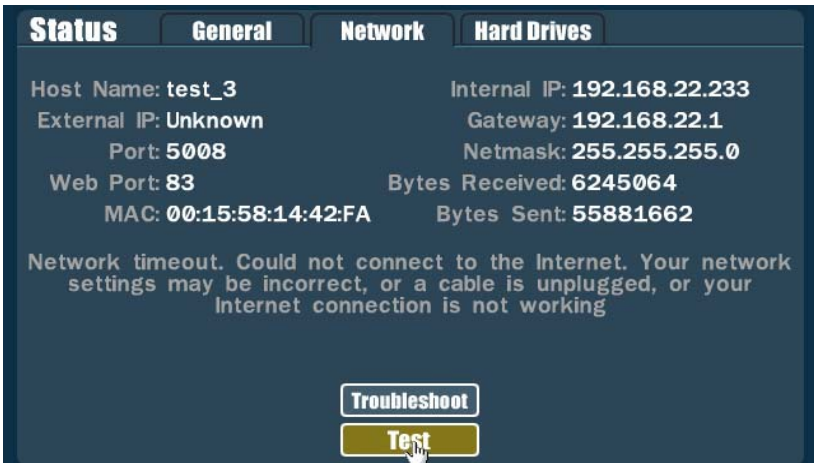 Status General Network Hard Drives
Host Name: test_3 Internal IP: 192.168.22.233
External IP: Unknown Gateway: 192.168.22.1
Port: 5008 Netmask: 255.255.255.0
Web Port: 83 Bytes Received: 6245064
MAC: 00:15:58:14:42:FA Bytes Sent: 55881662
Network timeout. Could not connect to the Internet. Your network
settings may be incorrect, or a cable is unplugged, or your
Internet connection is not working
Troubleshoot
Test